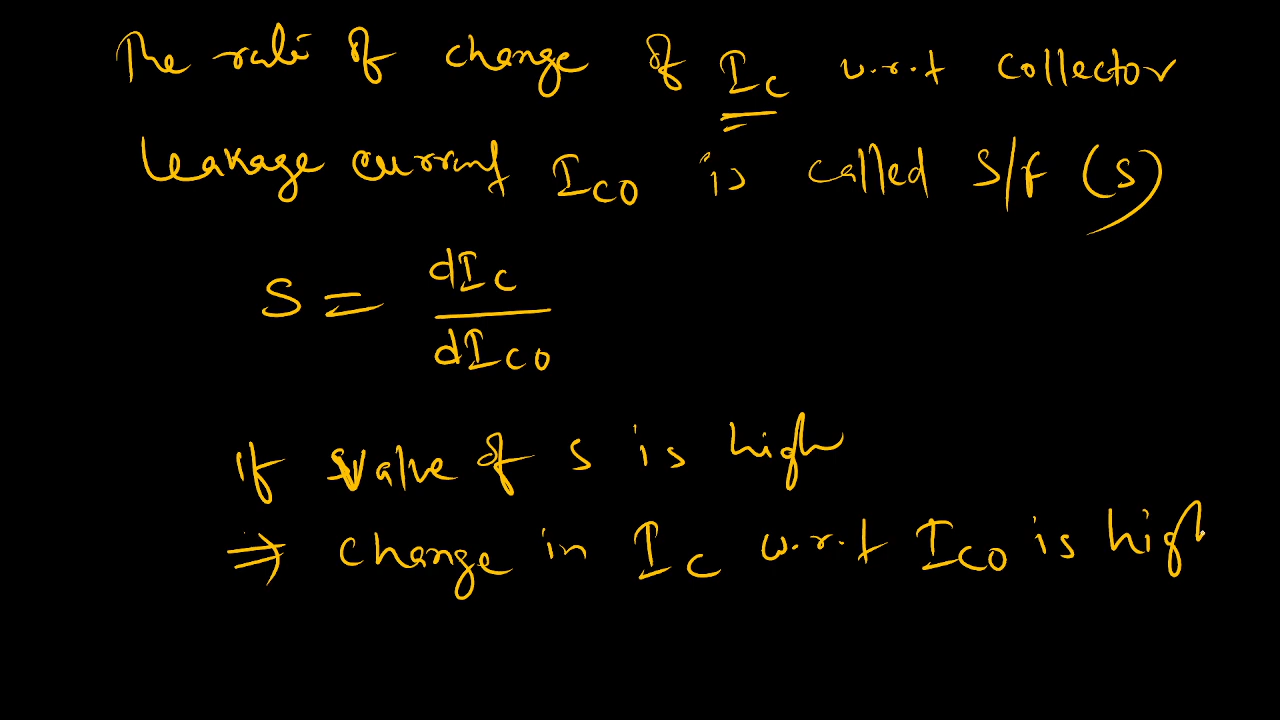 The rate of change of Ic w.r.t collector
leakage current Ico is called S/f (S)
S = dIc / dIco
If value of S is high
⇒ change in Ic w.r.t Ico is high